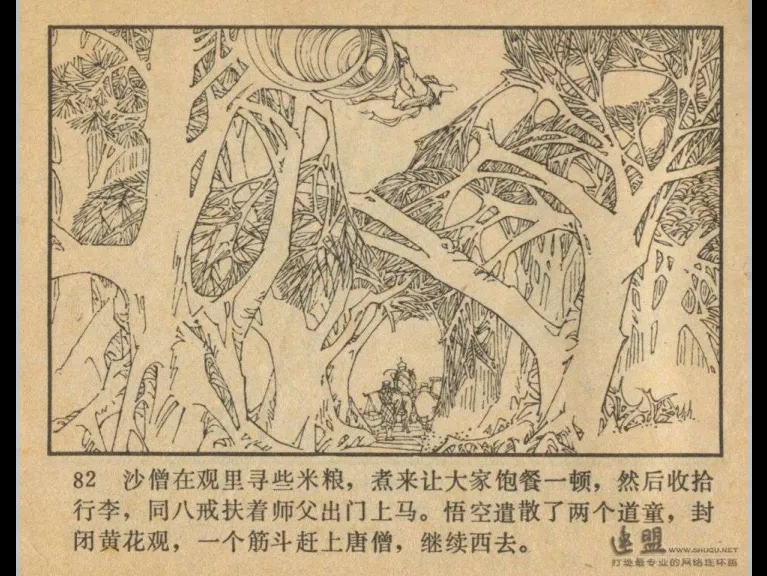 82 沙僧在观里寻些米粮，煮来让大家饱餐一顿，然后收拾
行李，同八戒扶着师父出门上马。悟空遣散了两个道童，封
闭黄花观，一个筋斗赶上唐僧，继续西去。
连盟 WWW.SHUQU.NET
打造最专业的网络连环画